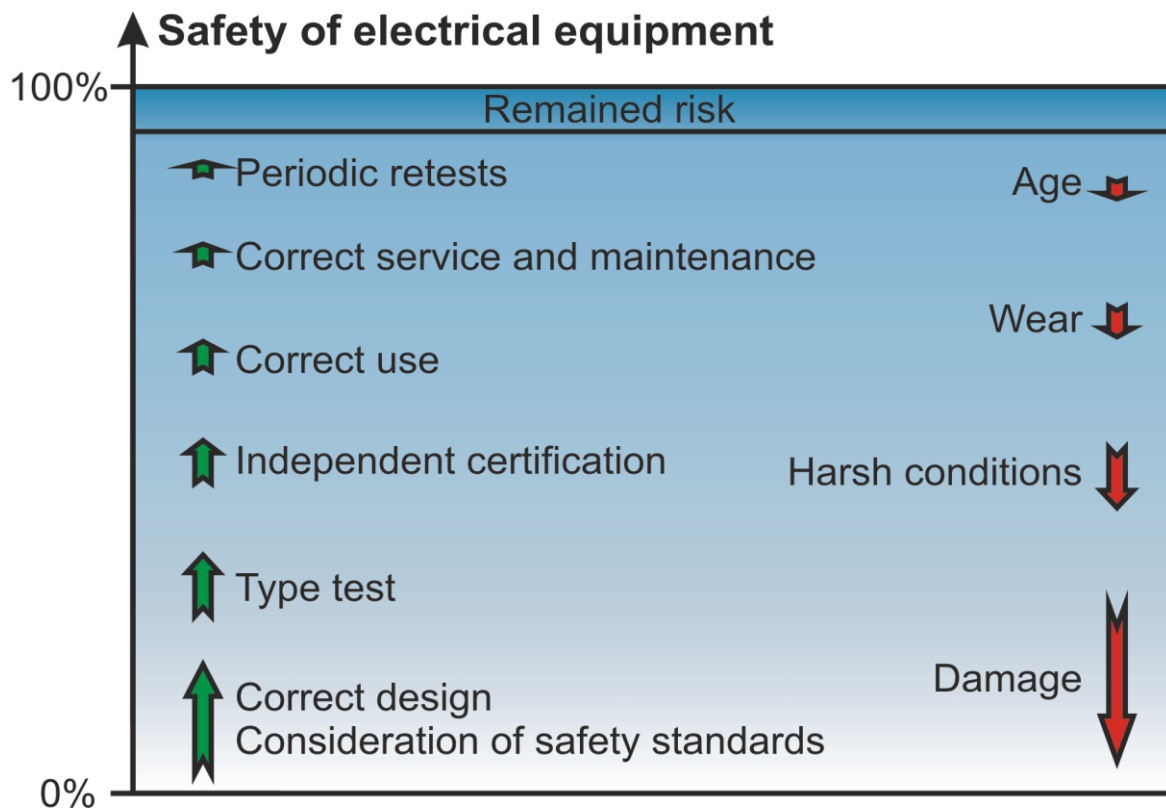 Safety of electrical equipment
100%
Remained risk
Periodic retests
Age
Correct service and maintenance
Wear
Correct use
Independent certification
Harsh conditions
Type test
Damage
Correct design
Consideration of safety standards
0%